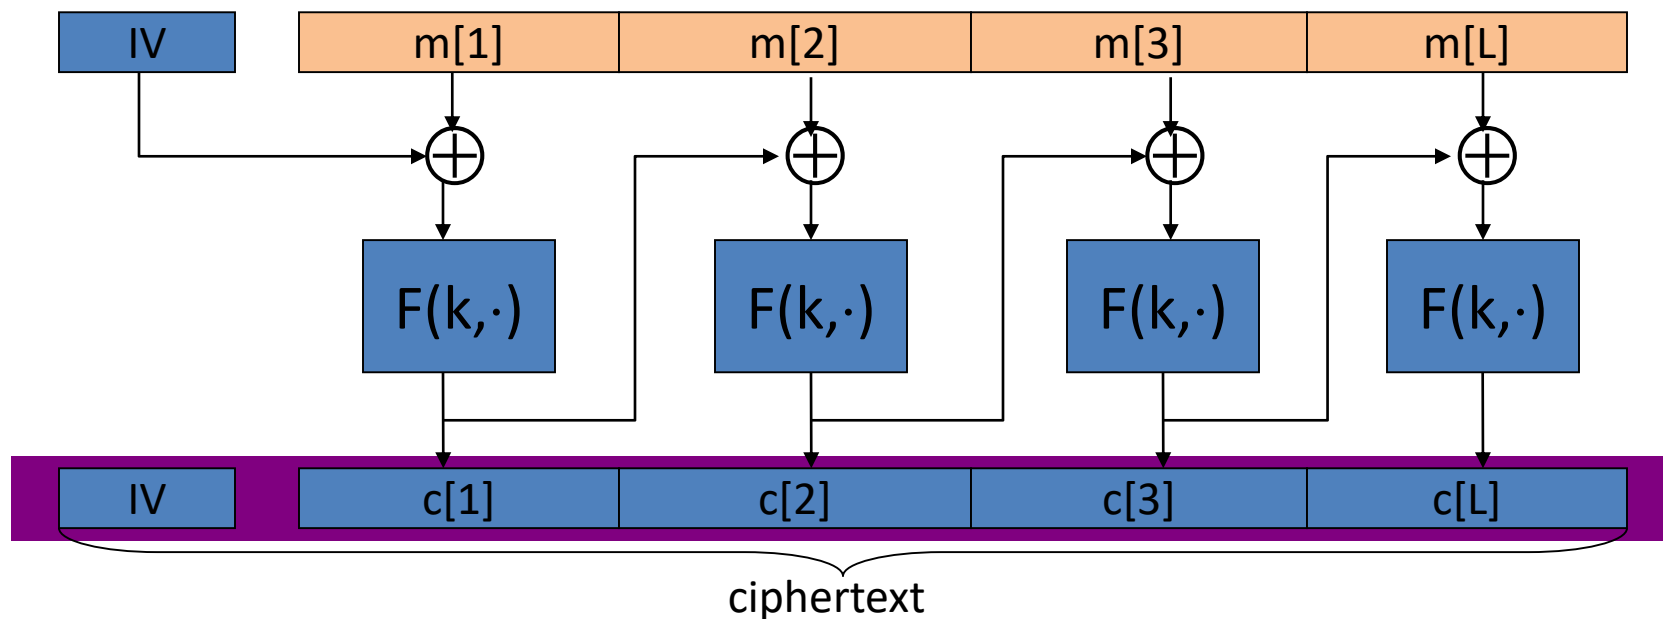 IV m[1] m[2] m[3] m[L]
F(k,·) F(k,·) F(k,·) F(k,·)
IV c[1] c[2] c[3] c[L]
ciphertext